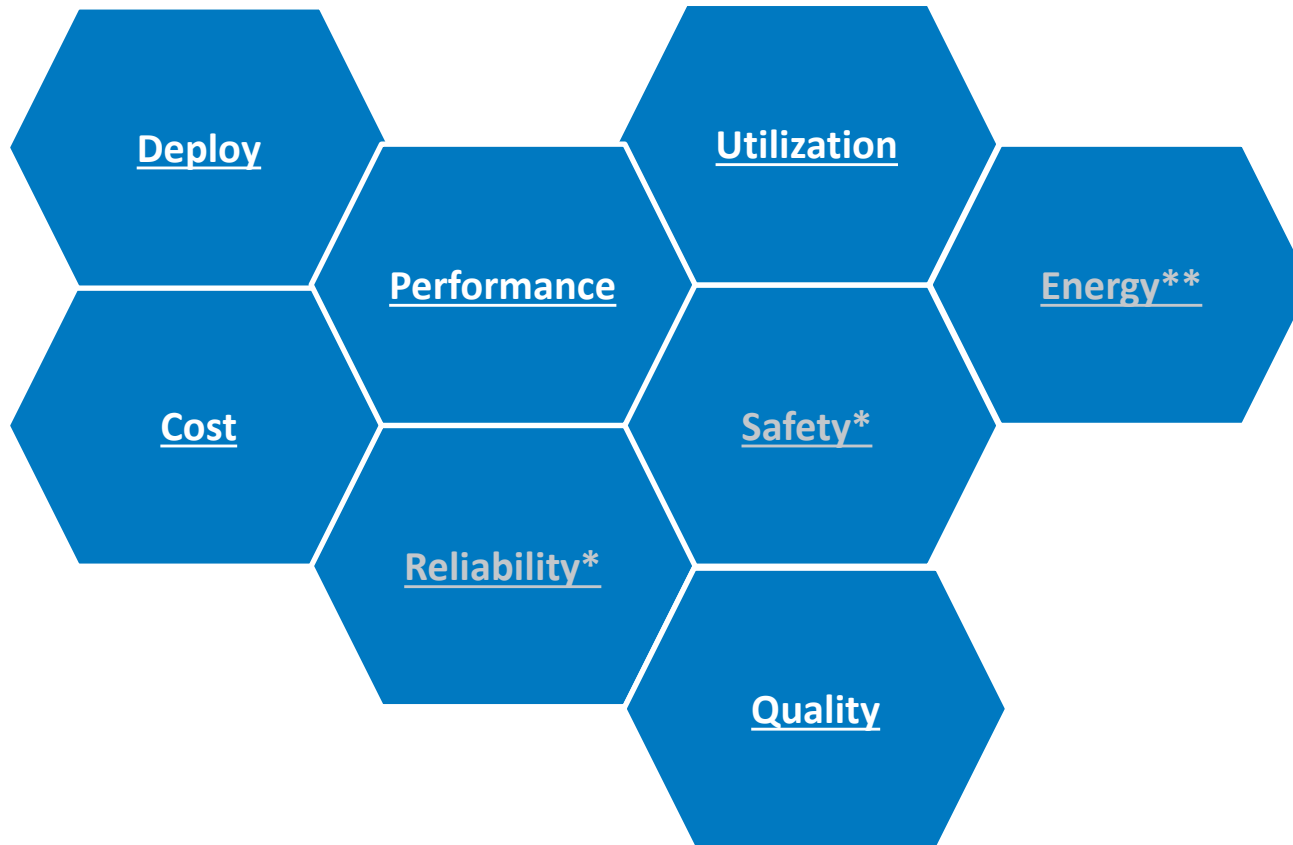 Deploy
Utilization
Performance
Energy**
Cost
Safety*
Reliability*
Quality